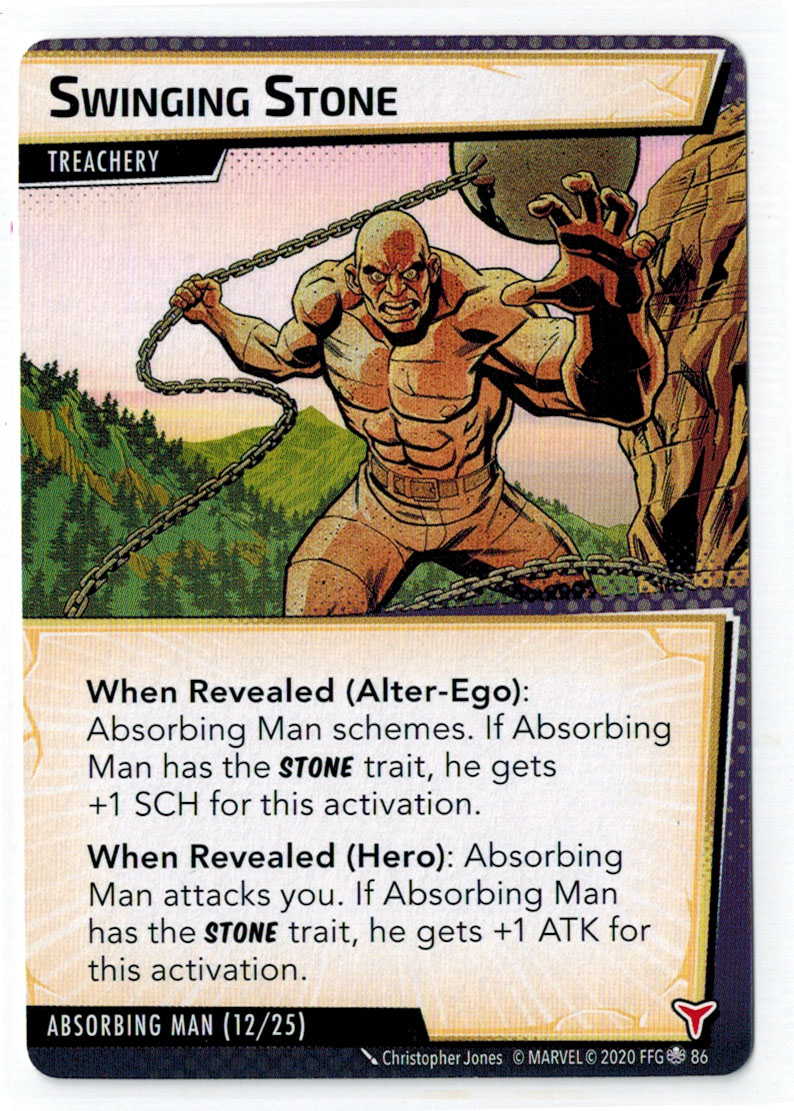 Swinging Stone
TREACHERY
When Revealed (Alter-Ego):
Absorbing Man schemes. If Absorbing
Man has the STONE trait, he gets
+1 SCH for this activation.
When Revealed (Hero): Absorbing
Man attacks you. If Absorbing Man
has the STONE trait, he gets +1 ATK for
this activation.
ABSORBING MAN (12/25)
Christopher Jones © MARVEL © 2020 FFG 86